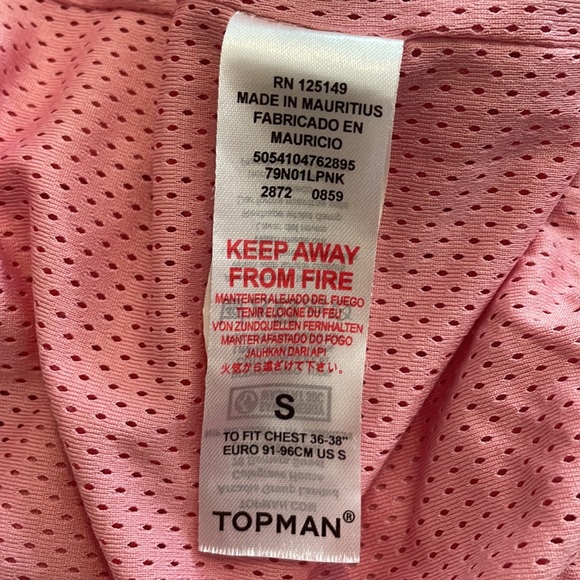 RN 125149
MADE IN MAURITIUS
FABRICADO EN
MAURICIO
5054104762895
79N01LPNK
2872 0859
KEEP AWAY
FROM FIRE
MANTENER ALEJADO DEL FUEGO
TENIR ELOIGNE DU FEU
VON ZUNDQUELLEN FERNHALTEN
MANTER AFASTADO DO FOGO
JAUHKAN DARI API
火気から遠ざけて下さい。
S
TO FIT CHEST 36-38"
EURO 91-96CM US S
TOPMAN®